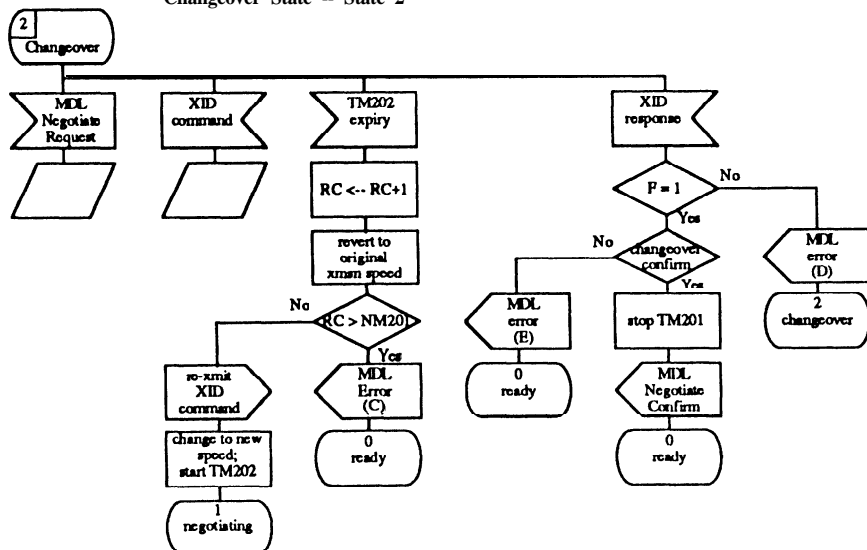 Changeover State -- State 2
2
Changeover
MDL
Negotiate
Request
XID
command
TM202
expiry
XID
response
RC <-- RC+1
F = 1
No
Yes
revert to
original
xmsn speed
No
changeover
confirm
Yes
MDL
error
(D)
No
RC > NM201
Yes
MDL
error
(E)
stop TM201
2
changeover
re-xmit
XID
command
MDL
Error
(C)
0
ready
MDL
Negotiate
Confirm
change to new
speed;
start TM202
0
ready
0
ready
1
negotiating